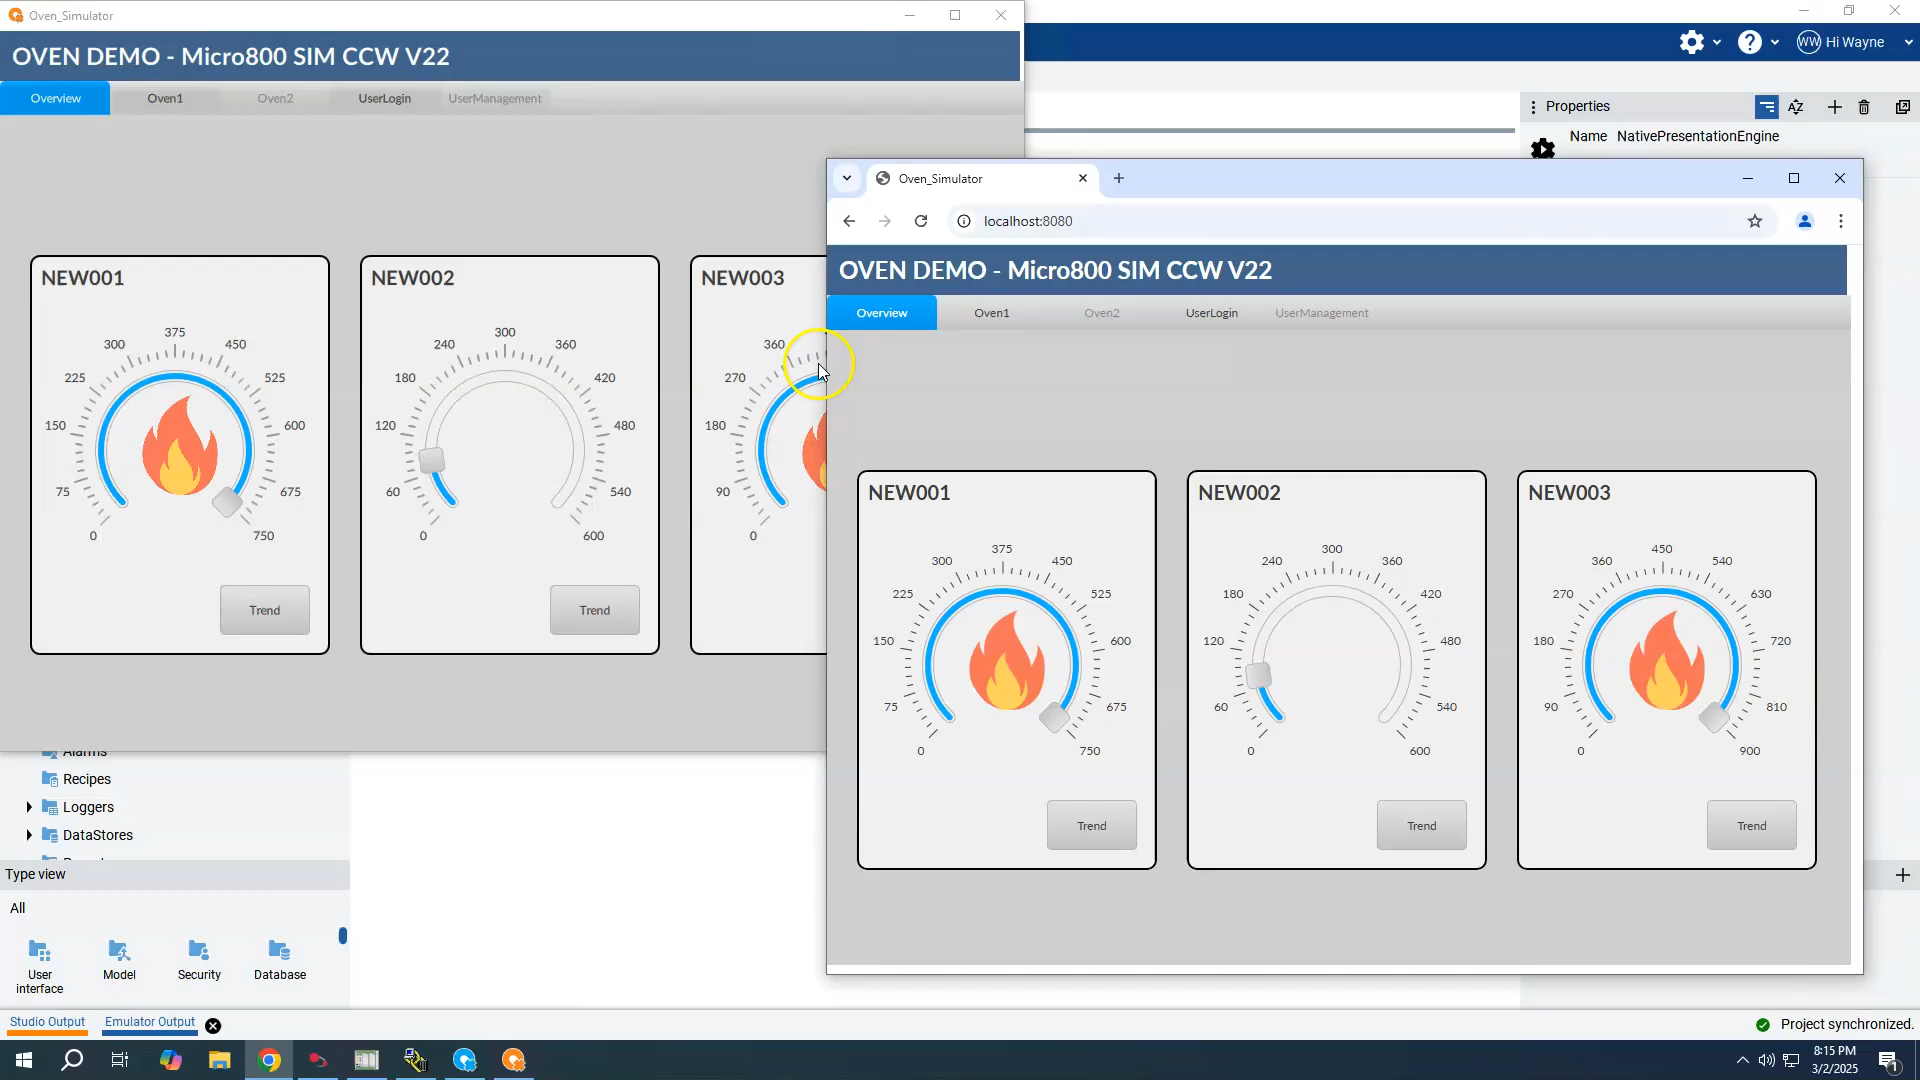 Oven_Simulator
OVEN DEMO - Micro800 SIM CCW V22
Overview
Oven1
Oven2
UserLogin
UserManagement
NEW001
0
75
150
225
300
375
450
525
600
675
750
Trend
NEW002
0
60
120
180
240
300
360
420
480
540
600
Trend
NEW003
0
90
180
270
360
WW Hi Wayne
Properties
Name NativePresentationEngine
Oven_Simulator
localhost:8080
OVEN DEMO - Micro800 SIM CCW V22
Overview
Oven1
Oven2
UserLogin
UserManagement
NEW001
0
75
150
225
300
375
450
525
600
675
750
Trend
NEW002
0
60
120
180
240
300
360
420
480
540
600
Trend
NEW003
0
90
180
270
360
450
540
630
720
810
900
Trend
Alarms
Recipes
Loggers
DataStores
Type view
All
User
interface
Model
Security
Database
Studio Output
Emulator Output
Project synchronized.
8:15 PM
3/2/2025
1